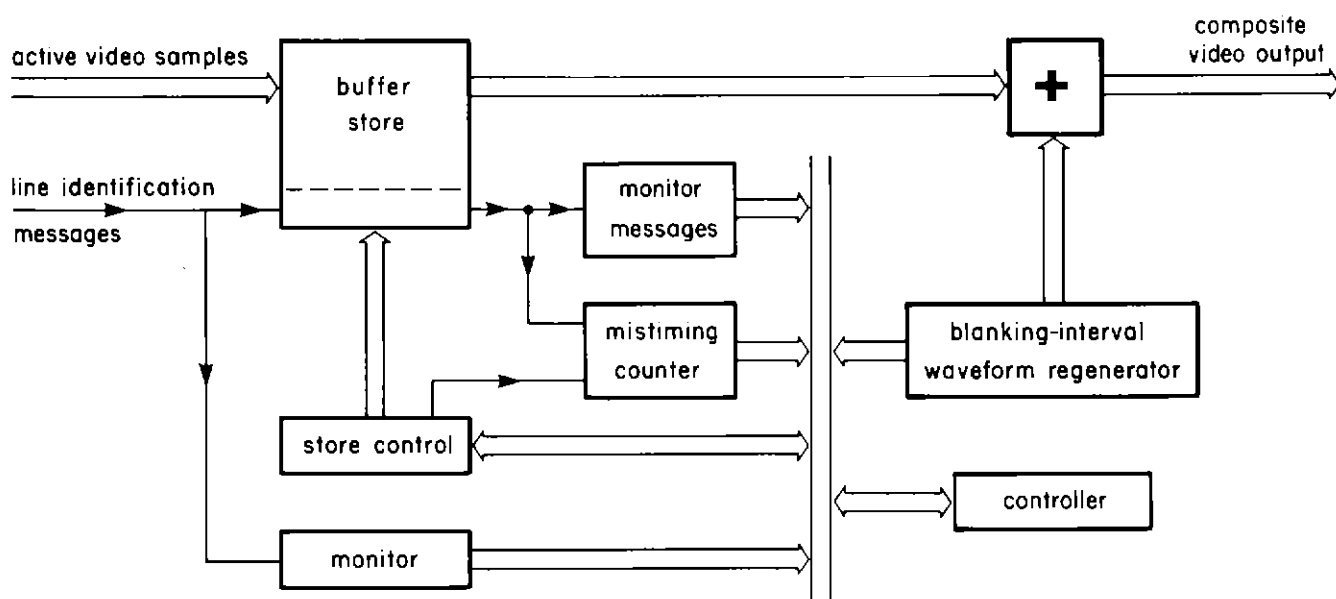 active video samples
buffer
store
+
composite
video output
line identification
messages
monitor
messages
mistiming
counter
blanking-interval
waveform regenerator
store control
controller
monitor